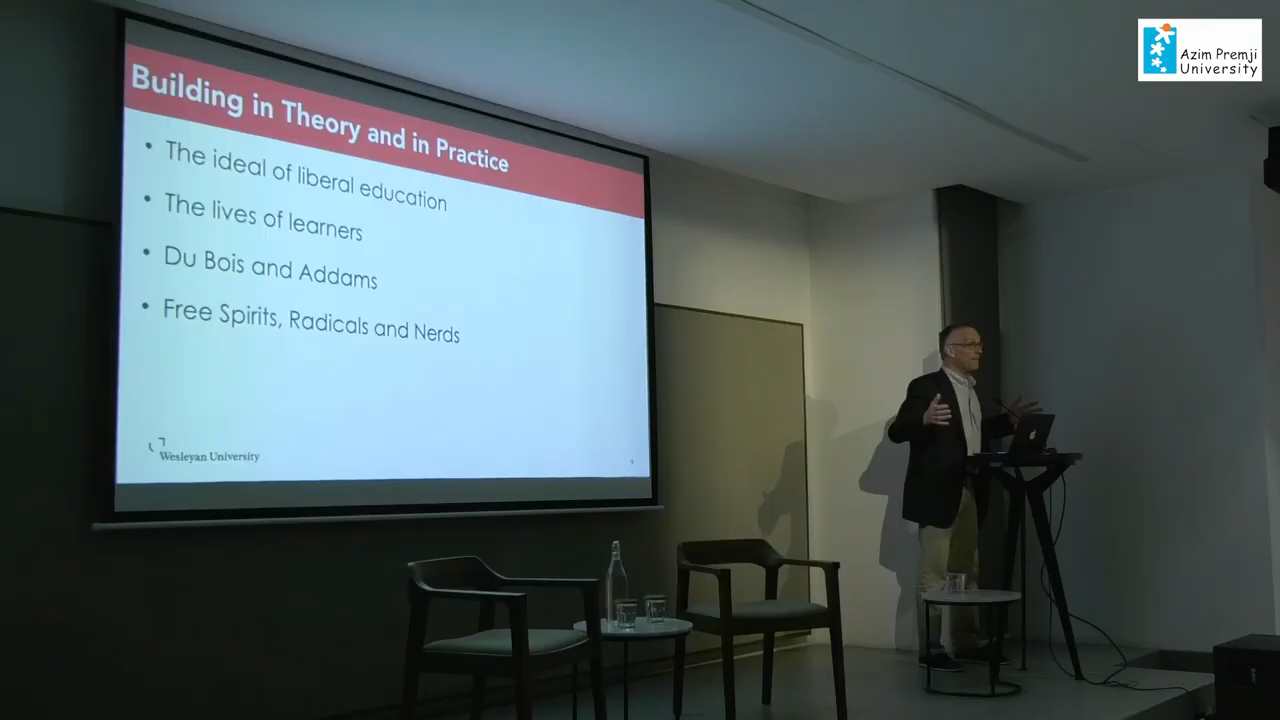 Azim Premji
University
Building in Theory and in Practice
• The ideal of liberal education
• The lives of learners
• Du Bois and Addams
• Free Spirits, Radicals and Nerds
Wesleyan University